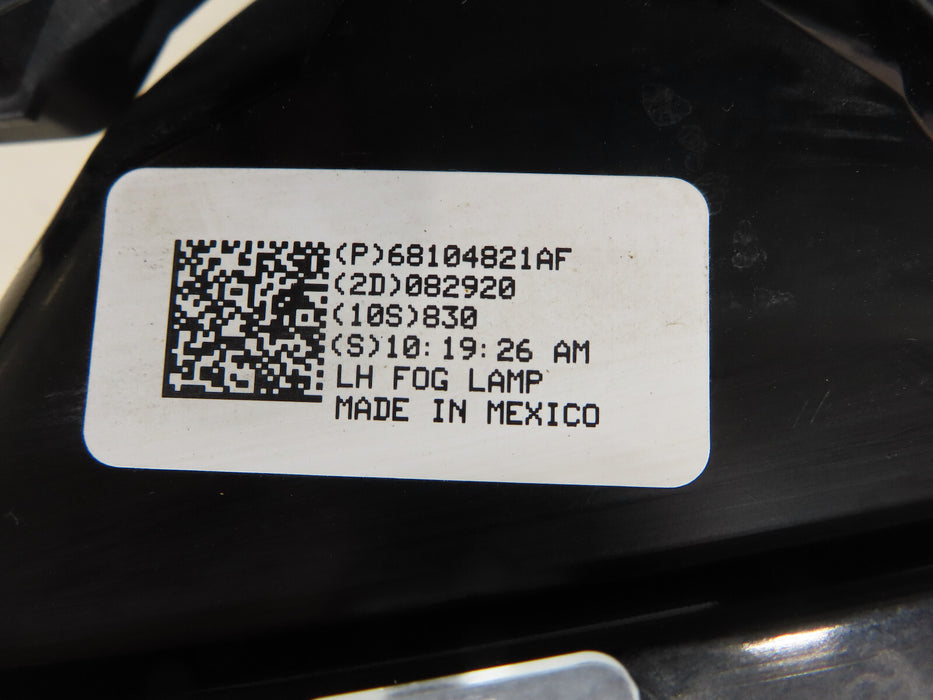 (P)68104821AF
(2D)082920
(10S)830
(S)10:19:26 AM
LH FOG LAMP
MADE IN MEXICO